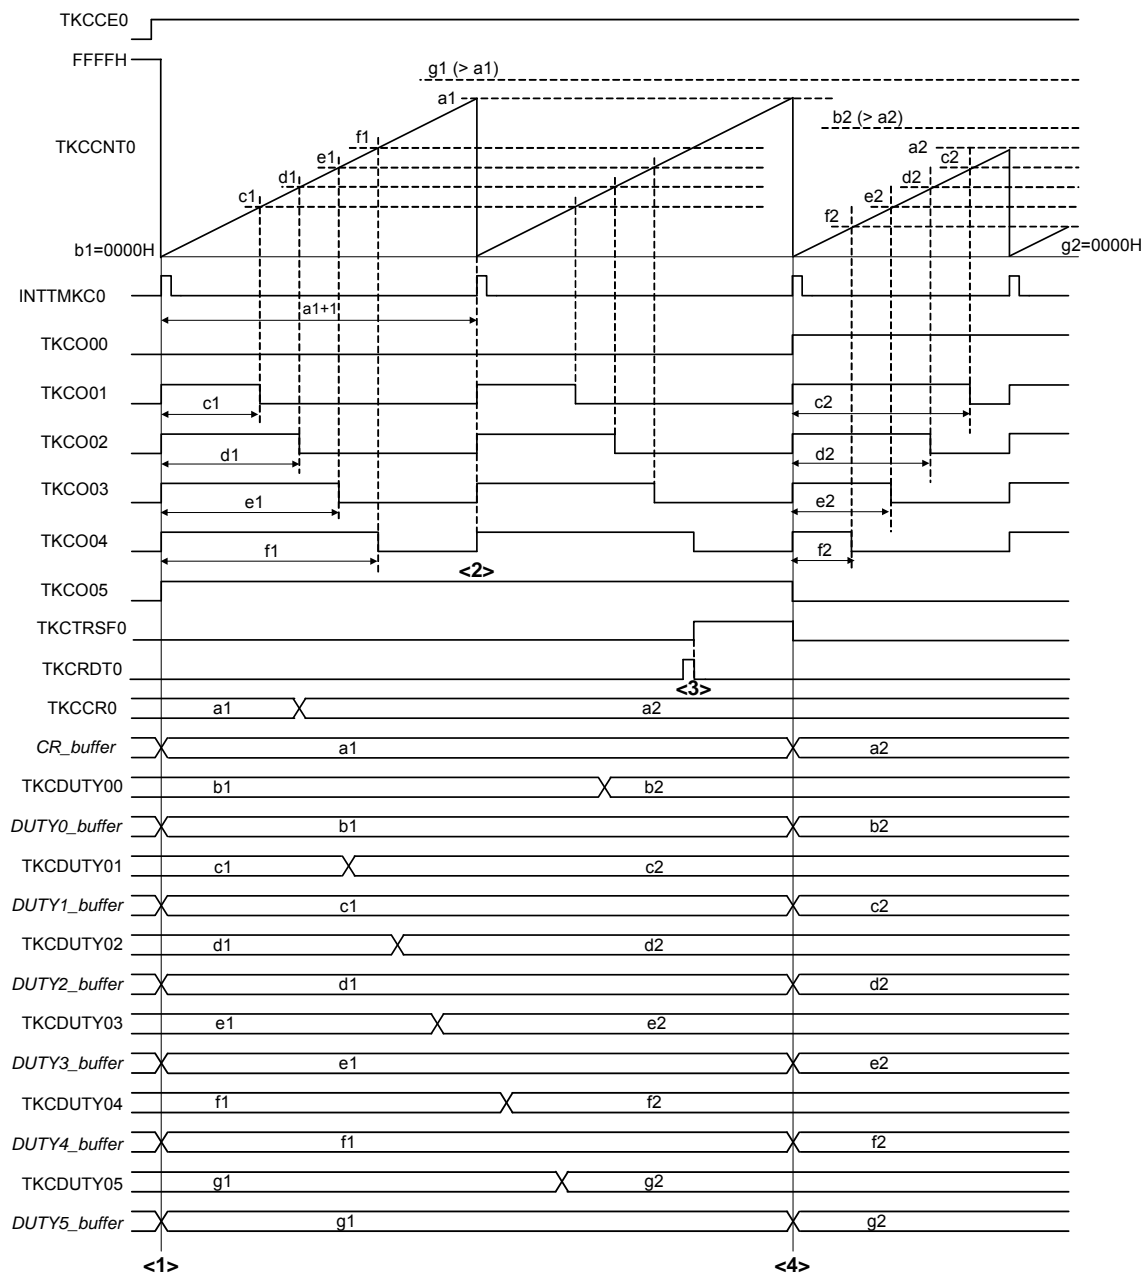 TKCCE0
FFFFH
g1 (> a1)
a1
b2 (> a2)
f1
TKCCNT0
a2
e1
c2
d1
d2
c1
e2
f2
b1=0000H
g2=0000H
INTTMKC0
a1+1
TKCO00
TKCO01
c1
c2
TKCO02
d1
d2
TKCO03
e1
e2
TKCO04
f1
f2
<2>
TKCO05
TKCTRSF0
TKCRDT0
<3>
TKCCR0
a1
a2
CR_buffer
a1
a2
TKCDUTY00
b1
b2
DUTY0_buffer
b1
b2
TKCDUTY01
c1
c2
DUTY1_buffer
c1
c2
TKCDUTY02
d1
d2
DUTY2_buffer
d1
d2
TKCDUTY03
e1
e2
DUTY3_buffer
e1
e2
TKCDUTY04
f1
f2
DUTY4_buffer
f1
f2
TKCDUTY05
g1
g2
DUTY5_buffer
g1
g2
<1>
<4>